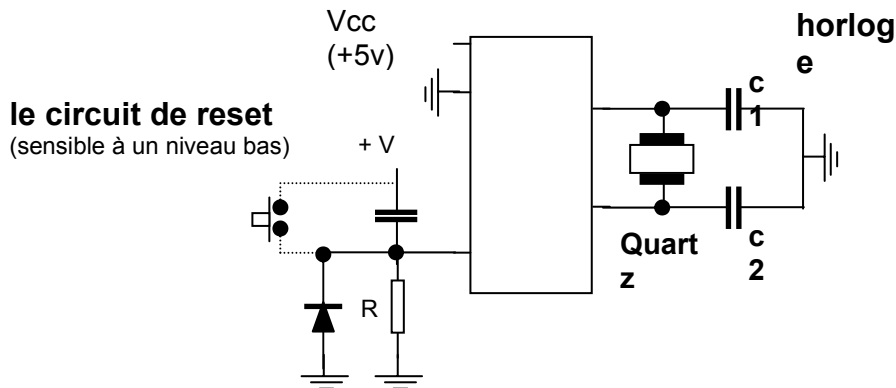 Vcc
(+5v)
horlog
e
le circuit de reset
(sensible à un niveau bas)
+ V
c
1
R
Quart
z
c
2